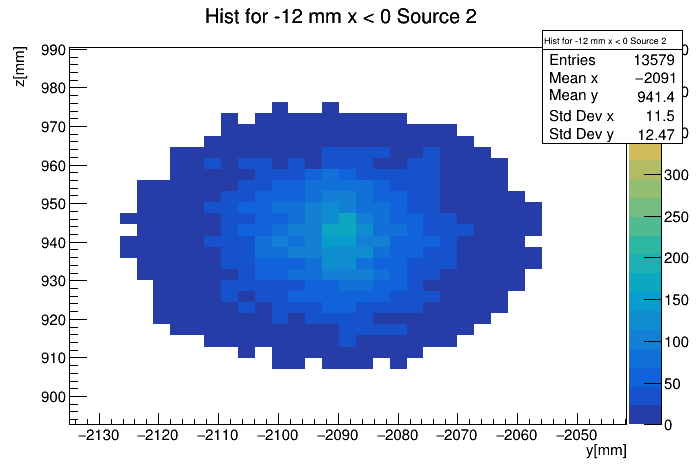 Hist for -12 mm x < 0 Source 2
Hist for -12 mm x < 0 Source 2
Entries 13579
Mean x −2091
Mean y 941.4
Std Dev x 11.5
Std Dev y 12.47
z[mm]
990
980
970
960
950
940
930
920
910
900
−2130 −2120 −2110 −2100 −2090 −2080 −2070 −2060 −2050
y[mm]
300
250
200
150
100
50
0